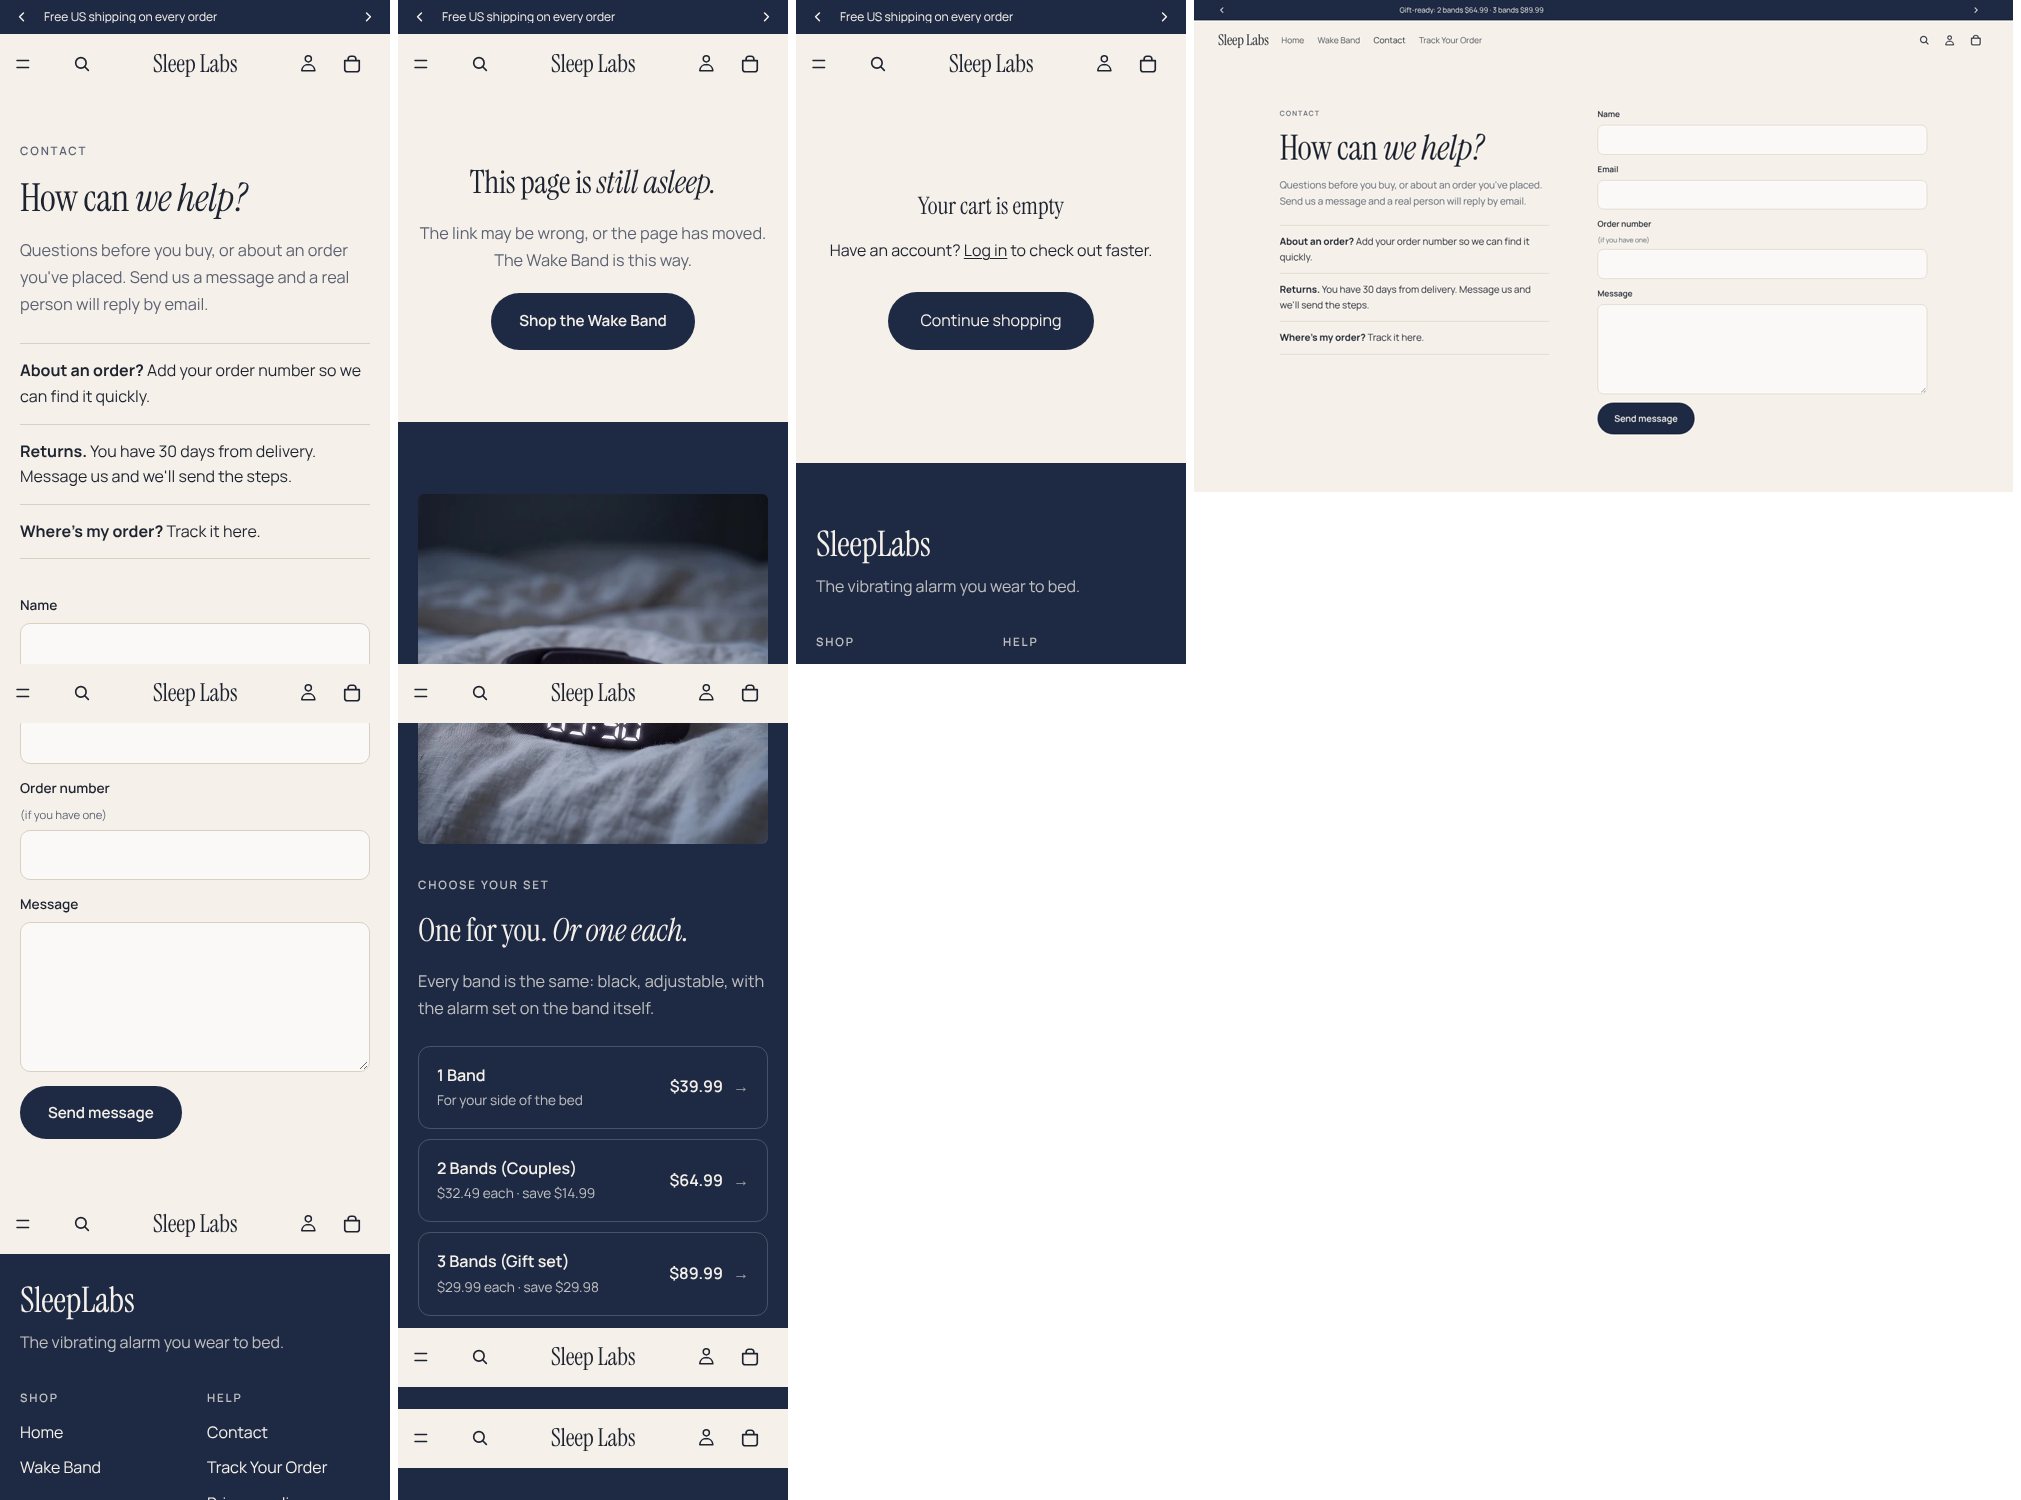 Free US shipping on every order
Sleep Labs
CONTACT
How can we help?
Questions before you buy, or about an order
you've placed. Send us a message and a real
person will reply by email.
About an order? Add your order number so we
can find it quickly.
Returns. You have 30 days from delivery.
Message us and we'll send the steps.
Where's my order? Track it here.
Name
Sleep Labs
Order number
(if you have one)
Message
Send message
Sleep Labs
SleepLabs
The vibrating alarm you wear to bed.
SHOP
HELP
Home
Contact
Wake Band
Track Your Order
Free US shipping on every order
Sleep Labs
This page is still asleep.
The link may be wrong, or the page has moved.
The Wake Band is this way.
Shop the Wake Band
Sleep Labs
CHOOSE YOUR SET
One for you. Or one each.
Every band is the same: black, adjustable, with
the alarm set on the band itself.
1 Band
For your side of the bed
$39.99 →
2 Bands (Couples)
$32.49 each · save $14.99
$64.99 →
3 Bands (Gift set)
$29.99 each · save $29.98
$89.99 →
Sleep Labs
Sleep Labs
Free US shipping on every order
Sleep Labs
Your cart is empty
Have an account? Log in to check out faster.
Continue shopping
SleepLabs
The vibrating alarm you wear to bed.
SHOP
HELP
Gift-ready: 2 bands $64.99 · 3 bands $89.99
Sleep Labs Home Wake Band Contact Track Your Order
CONTACT
How can we help?
Questions before you buy, or about an order you've placed.
Send us a message and a real person will reply by email.
About an order? Add your order number so we can find it
quickly.
Returns. You have 30 days from delivery. Message us and
we'll send the steps.
Where's my order? Track it here.
Name
Email
Order number
(if you have one)
Message
Send message